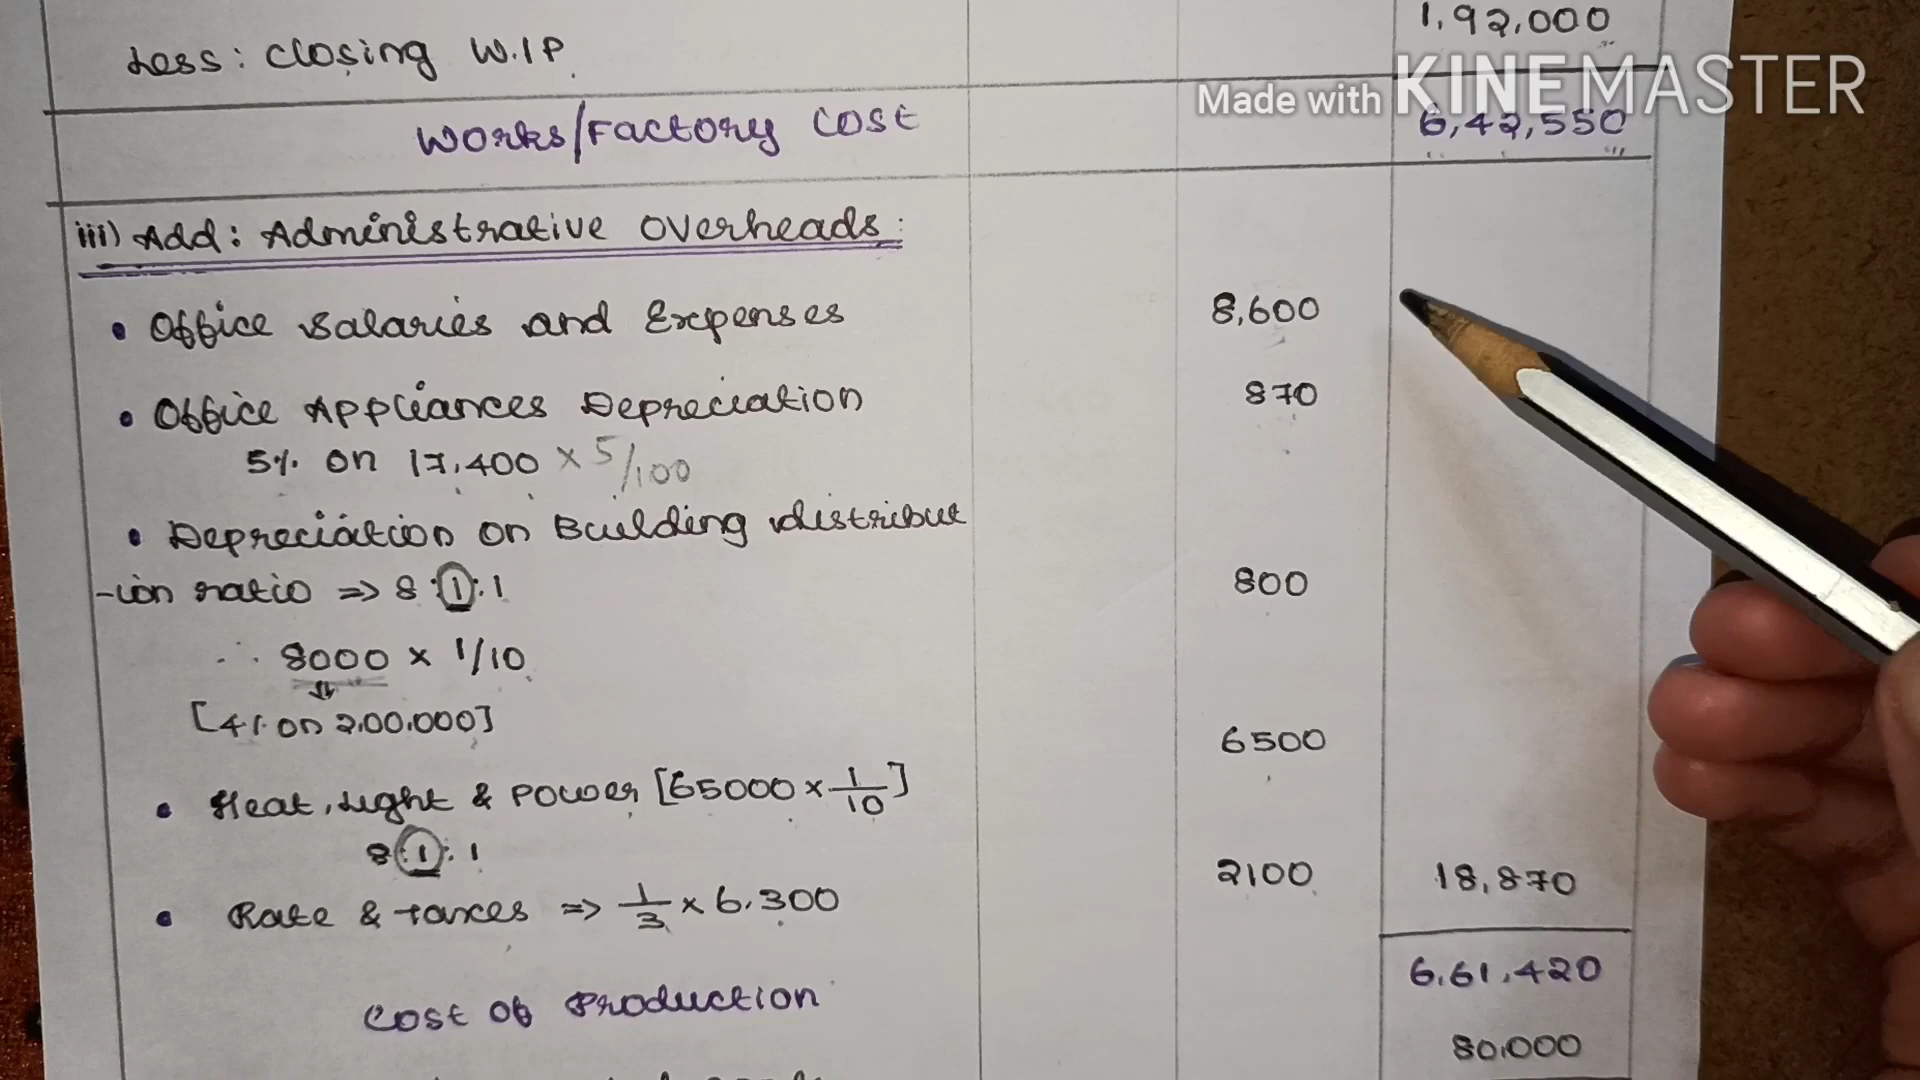 1,92,000
Less: Closing W.I.P.
Made with KINEMASTER
Works/Factory Cost 6,42,550
iii) Add: Administrative Overheads:
• Office Salaries and Expenses 8,600
• Office Appliances Depreciation 870
5% on 17,400 × 5/100
• Depreciation on Building distribut
-ion ratio => 8:1:1 800
∴ 8000 × 1/10
[4% on 2,00,000]
6500
• Heat, Light & Power [65000 × 1/10]
8:1:1
• Rate & taxes => 1/3 × 6,300 2100 18,870
6,61,420
Cost of Production
80,000